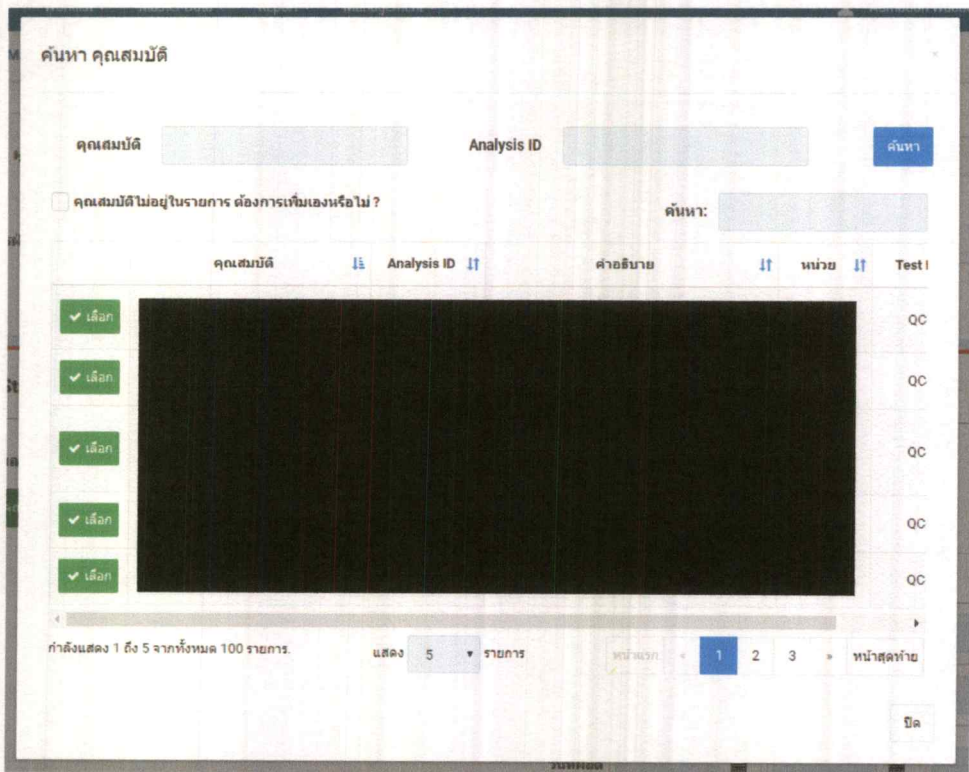 ค้นหา คุณสมบัติ
คุณสมบัติ Analysis ID ค้นหา
คุณสมบัติไม่อยู่ในรายการ ต้องการเพิ่มเองหรือไม่ ?
ค้นหา:
คุณสมบัติ Analysis ID คำอธิบาย หน่วย Test
เลือก QC
เลือก QC
เลือก QC
เลือก QC
เลือก QC
กำลังแสดง 1 ถึง 5 จากทั้งหมด 100 รายการ. แสดง 5 รายการ หน้าแรก « 1 2 3 » หน้าสุดท้าย
ปิด